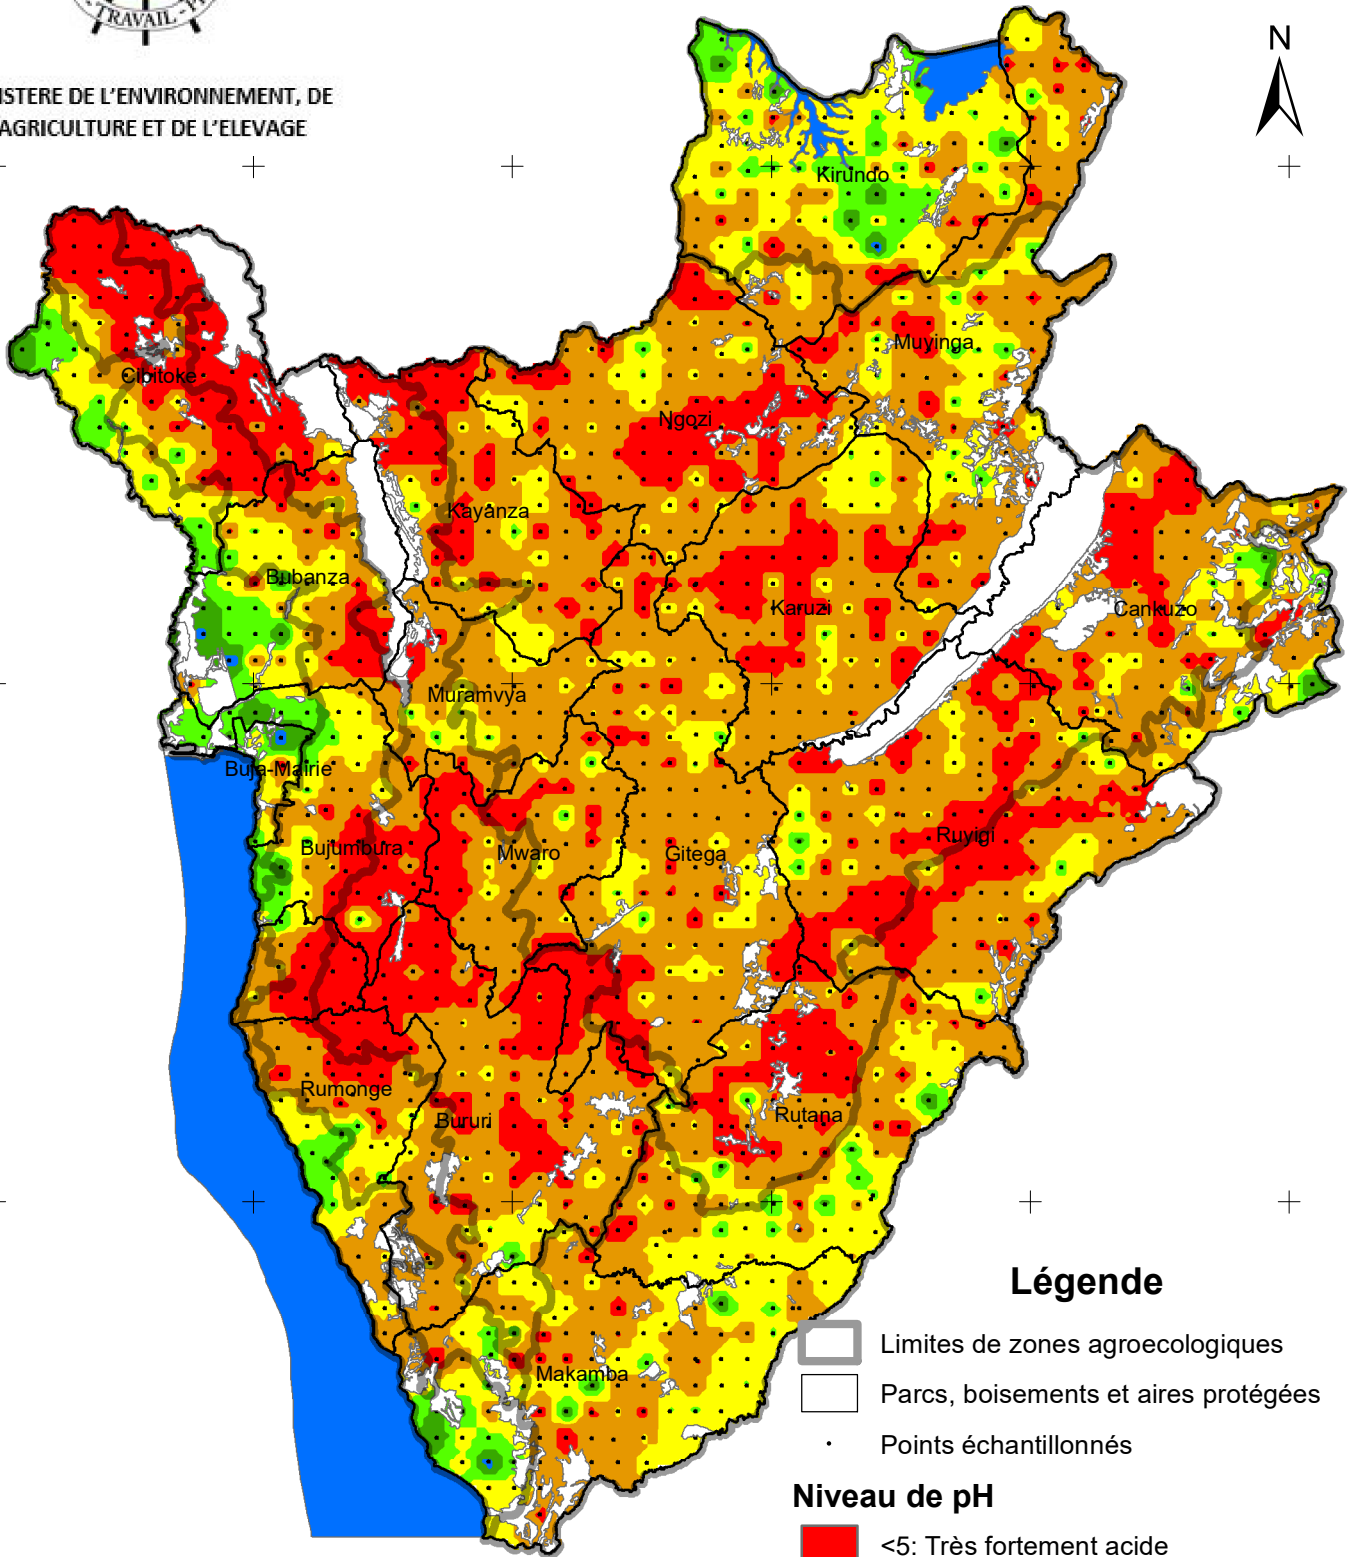 TRAVAIL
ISTERE DE L'ENVIRONNEMENT, DE
AGRICULTURE ET DE L'ELEVAGE
N
Kirundo
Muyinga
Cibitoke
Ngozi
Kayanza
Bubanza
Karuzi
Cankuzo
Muramvya
Buja-Mairie
Bujumbura
Mwaro
Gitega
Ruyigi
Rumonge
Bururi
Rutana
Makamba
Légende
Limites de zones agroecologiques
Parcs, boisements et aires protégées
Points échantillonnés
Niveau de pH
<5: Très fortement acide